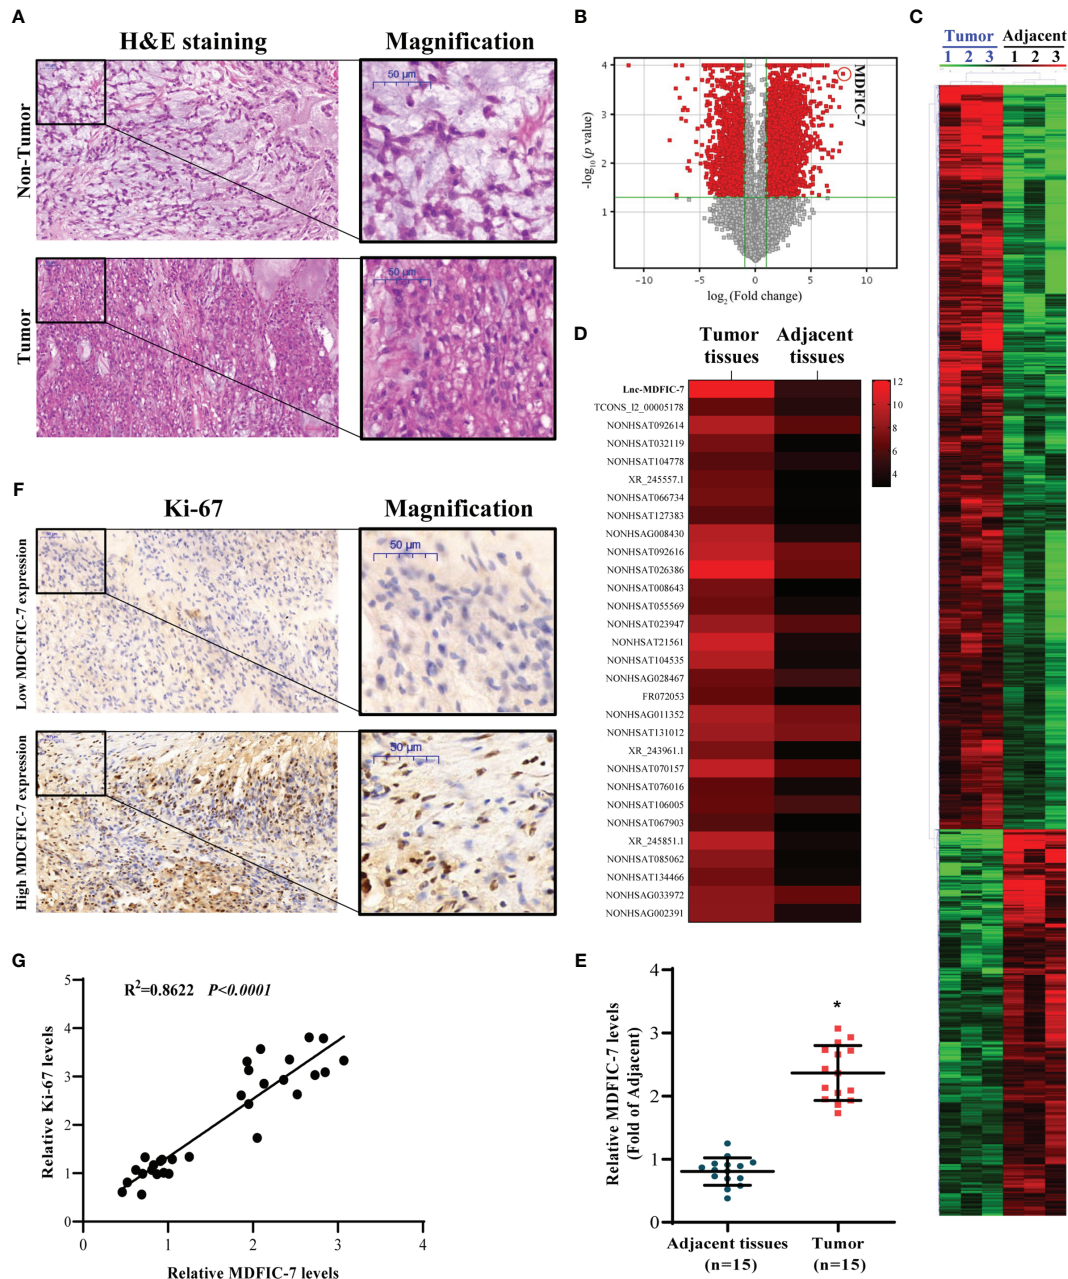 A
H&E staining
Magnification
Non-Tumor
50 µm
Tumor
50 µm
B
-log10 (p value)
4
3
2
1
MDFIC-7
−10
−5
0
5
10
log2 (Fold change)
C
Tumor
Adjacent
1 2 3
1 2 3
D
Tumor tissues
Adjacent tissues
Lnc-MDFIC-7
TCONS_l2_00005178
NONHSAT092614
NONHSAT032119
NONHSAT104778
XR_245557.1
NONHSAT066734
NONHSAT127383
NONHSAG008430
NONHSAT092616
NONHSAT026386
NONHSAT008643
NONHSAT055569
NONHSAT023947
NONHSAT21561
NONHSAT104535
NONHSAG028467
FR072053
NONHSAG011352
NONHSAT131012
XR_243961.1
NONHSAT070157
NONHSAT076016
NONHSAT106005
NONHSAT067903
XR_245851.1
NONHSAT085062
NONHSAT134466
NONHSAG033972
NONHSAG002391
12
10
8
6
4
F
Ki-67
Magnification
Low MDCFIC-7 expression
50 µm
High MDCFIC-7 expression
50 µm
G
R2=0.8622 P<0.0001
Relative Ki-67 levels
5
4
3
2
1
0
0
1
2
3
4
Relative MDFIC-7 levels
E
Relative MDFIC-7 levels
(Fold of Adjacent)
4
3
2
1
0
*
Adjacent tissues
(n=15)
Tumor
(n=15)